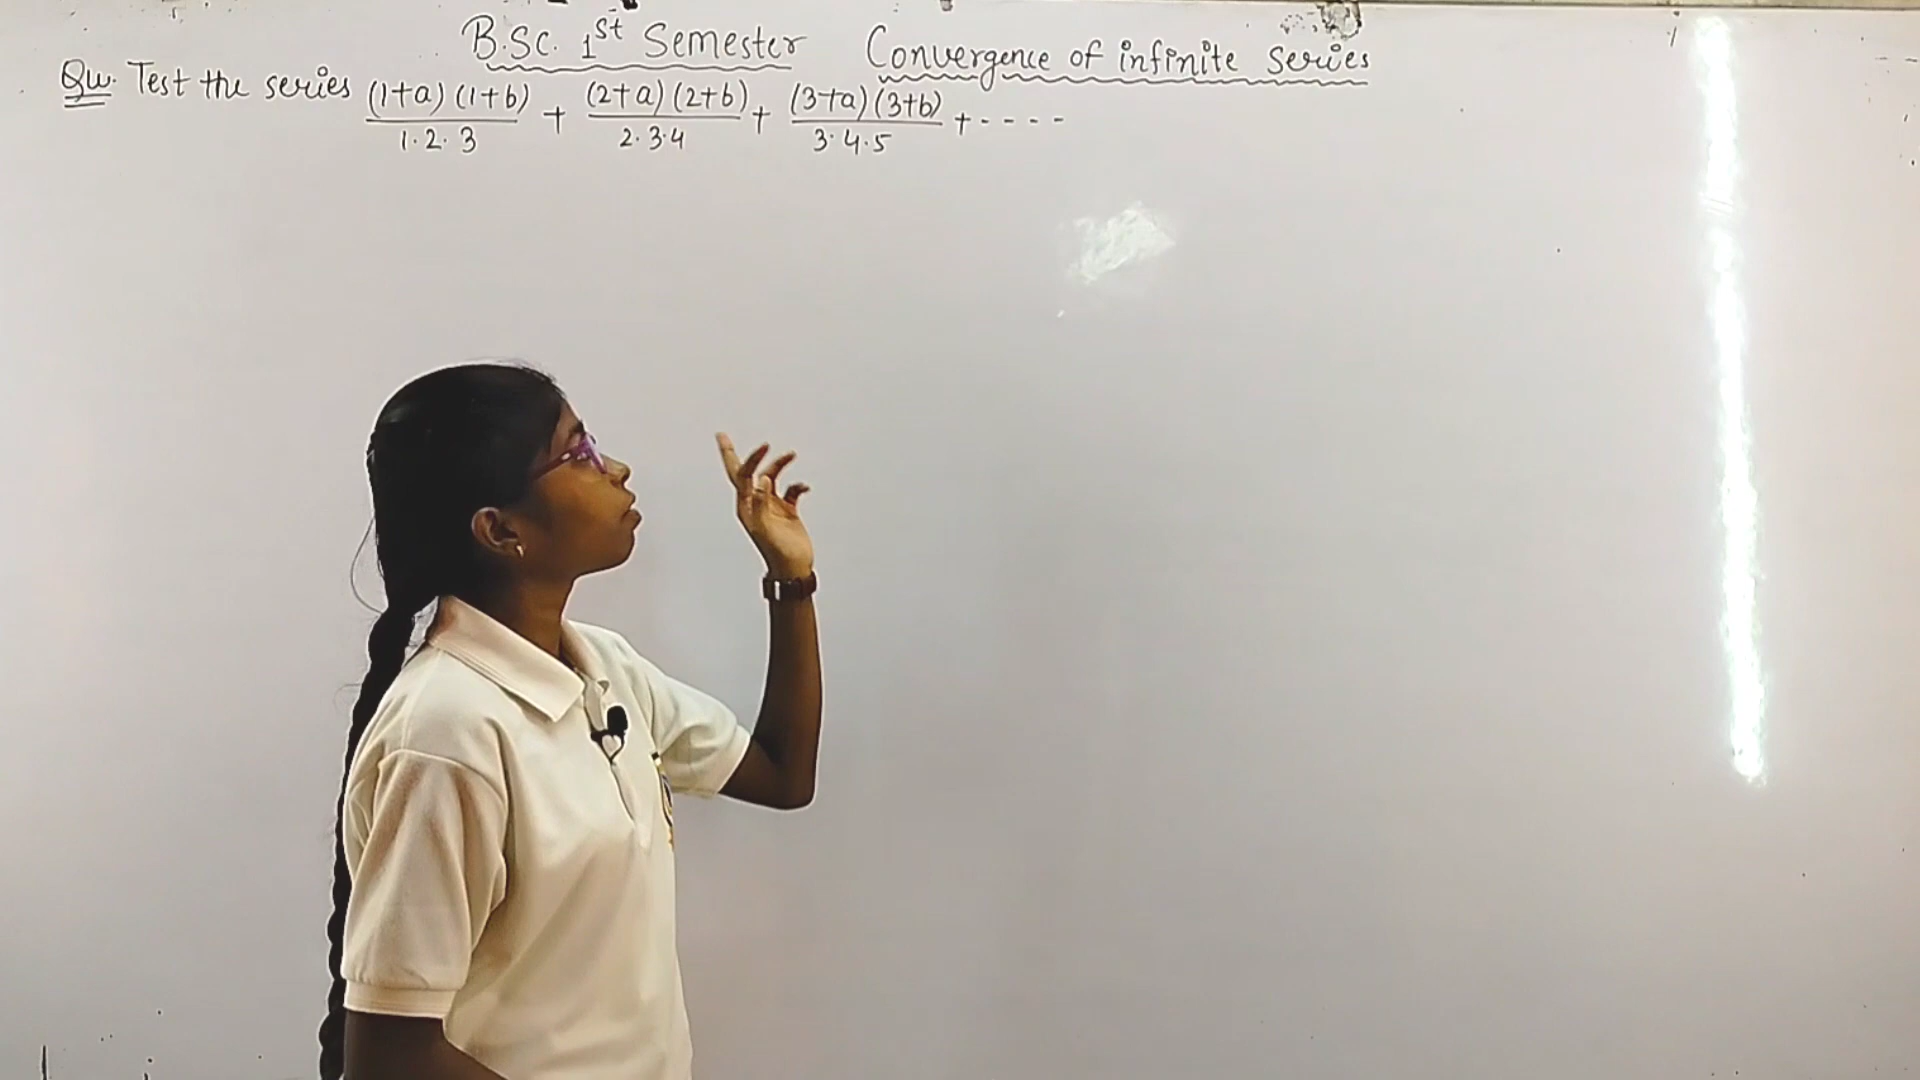 B.Sc. 1st Semester Convergence of infinite series
Qu. Test the series (1+a)(1+b)/1.2.3 + (2+a)(2+b)/2.3.4 + (3+a)(3+b)/3.4.5 + ----